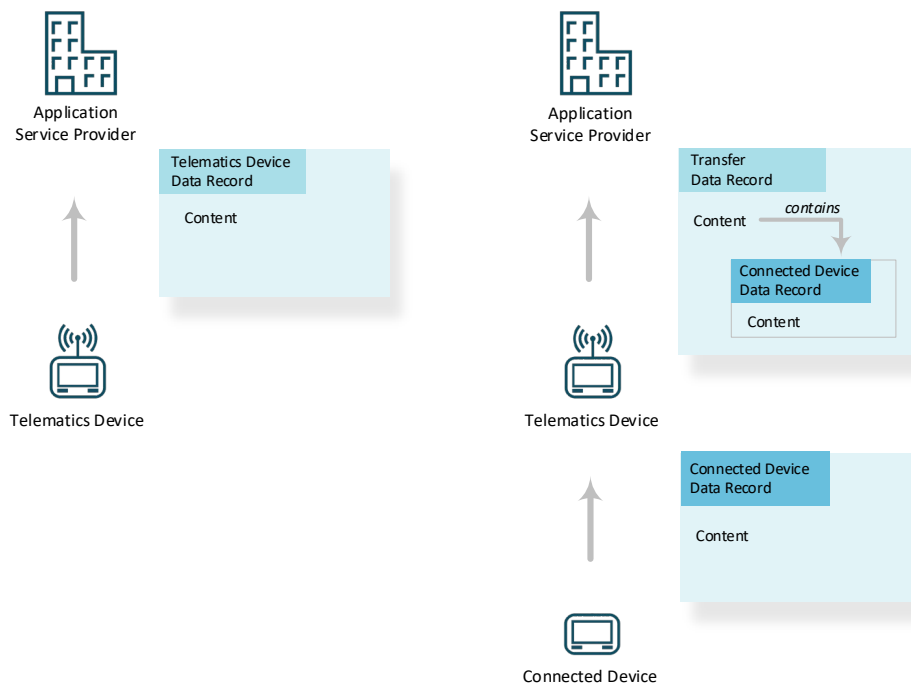 Application
Service Provider
Telematics Device
Data Record
Content
Telematics Device
Application
Service Provider
Transfer
Data Record
Content
contains
Connected Device
Data Record
Content
Telematics Device
Connected Device
Data Record
Content
Connected Device